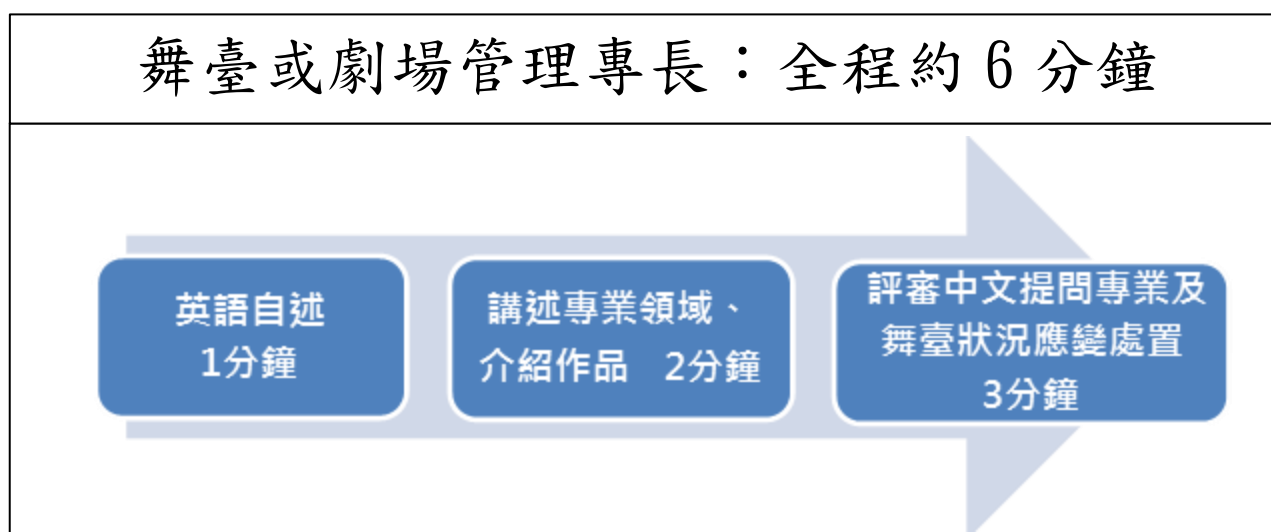 舞臺或劇場管理專長：全程約 6 分鐘
英語自述
1分鐘
講述專業領域、
介紹作品 2分鐘
評審中文提問專業及
舞臺狀況應變處置
3分鐘